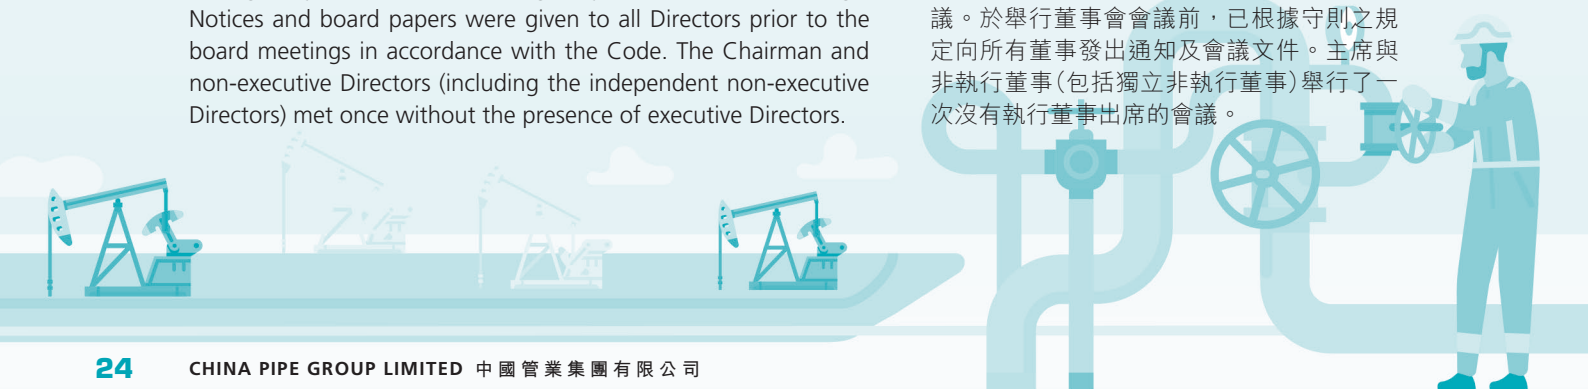 Notices and board papers were given to all Directors prior to the
board meetings in accordance with the Code. The Chairman and
non-executive Directors (including the independent non-executive
Directors) met once without the presence of executive Directors.
議。於舉行董事會會議前，已根據守則之規
定向所有董事發出通知及會議文件。主席與
非執行董事(包括獨立非執行董事)舉行了一
次沒有執行董事出席的會議。
24 CHINA PIPE GROUP LIMITED 中國管業集團有限公司